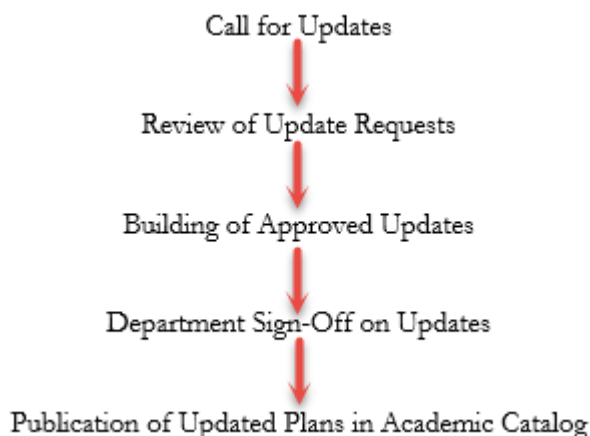 Call for Updates
Review of Update Requests
Building of Approved Updates
Department Sign-Off on Updates
Publication of Updated Plans in Academic Catalog